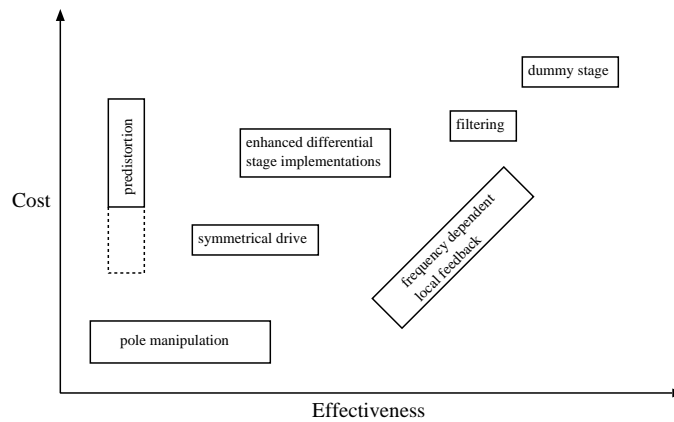 dummy stage
filtering
enhanced differential
stage implementations
predistortion
Cost
frequency dependent
local feedback
symmetrical drive
pole manipulation
Effectiveness